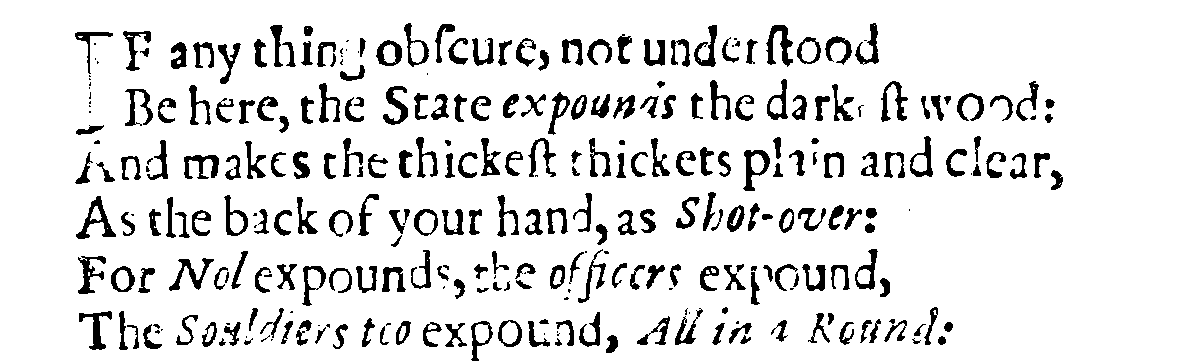 IF any thing obſcure, not underſtood
Be here, the State expounds the darkeſt wood:
And makes the thickeſt thickets plain and clear,
As the back of your hand, as Shot-over:
For Nol expounds, the officers expound,
The Souldiers too expound, All in a Round: